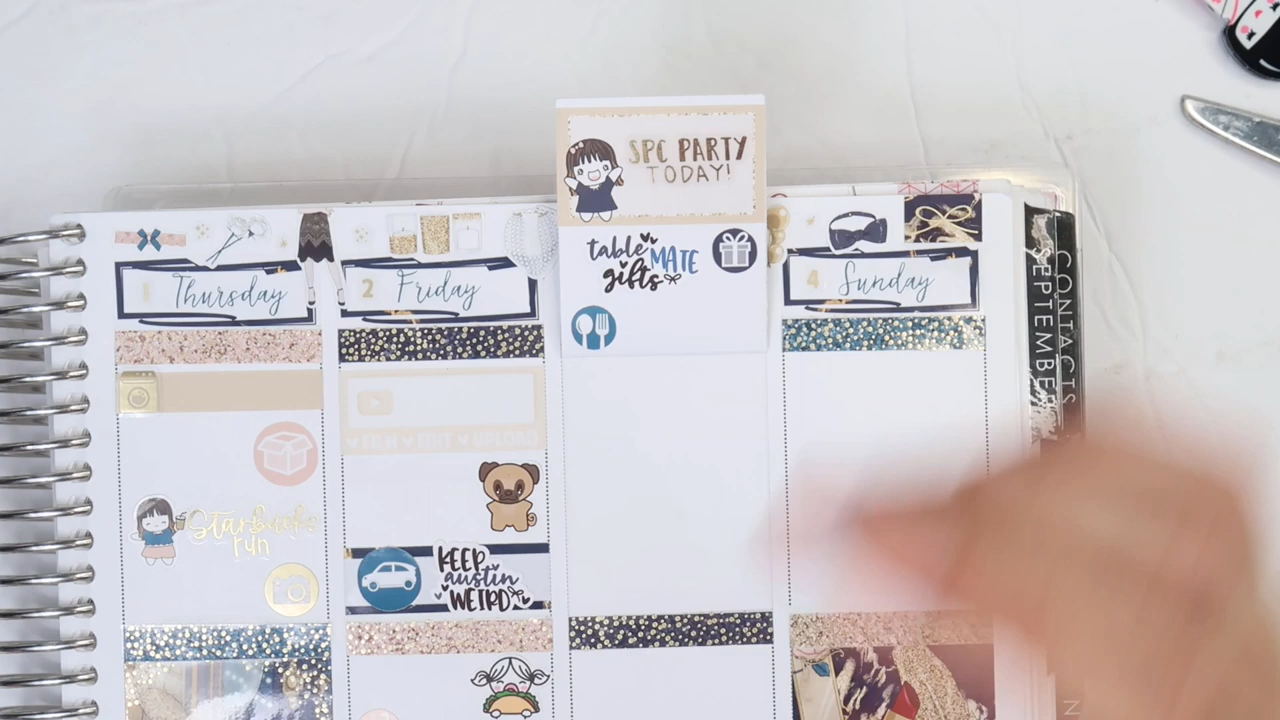 SPC PARTY
TODAY!
table
MATE
gifts
1 Thursday
2 Friday
4 Sunday
FILM EDIT UPLOAD
Starbucks
run
KEEP
austin
WEIRD
CONTACTS
SEPTEMBER